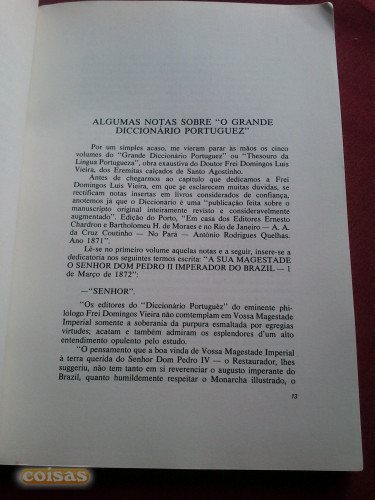 ALGUMAS NOTAS SOBRE "O GRANDE
DICCIONÁRIO PORTUGUEZ"
Por um simples acaso, me vieram parar às mãos os cinco
volumes do "Grande Diccionário Portuguez" ou "Thesouro da
Lingua Portugueza", obra exaustiva do Doutor Frei Domingos Luis
Vieira, dos Eremitas calçados de Santo Agostinho.
Antes de chegarmos ao capitulo que dedicamos a Frei
Domingos Luis Vieira, em que se esclarecem muitas dúvidas, se
rectificam notas insertas em livros considerados de confiança,
anotemos já que o Diccionário é uma "publicação feita sobre o
manuscripto original inteiramente revisto e consideravelmente
augmentado". Edição do Porto, "Em casa dos Editores Ernesto
Chardron e Bartholomeu H. de Moraes e no Rio de Janeiro — A. A.
da Cruz Coutinho — No Pará — António Rodrigues Quelhas.
Ano 1871".
Lê-se no primeiro volume aquelas notas e a seguir, insere-se a
dedicatoria nos seguintes termos escrita: "A SUA MAGESTADE
O SENHOR DOM PEDRO II IMPERADOR DO BRAZIL — 1
de Março de 1872":
—"SENHOR".
"Os editores do "Diccionario Portuguèz" do eminente phi-
lólogo Frei Domingos Vieira não comtemplam em Vossa Magestade
Imperial somente a soberania da purpura esmaltada por egregias
virtudes; acatam e também admiram os esplendores d'um alto
entendimento opulento pelo estudo.
"O pensamento que a boa vinda de Vossa Magestade Imperial
à terra querida do Senhor Dom Pedro IV — o Restaurador, lhes
suggeriu, não tem tanto em si reverenciar o augusto imperante do
Brazil, quanto humildemente respeitar o Monarcha illustrado, o
13
coisas